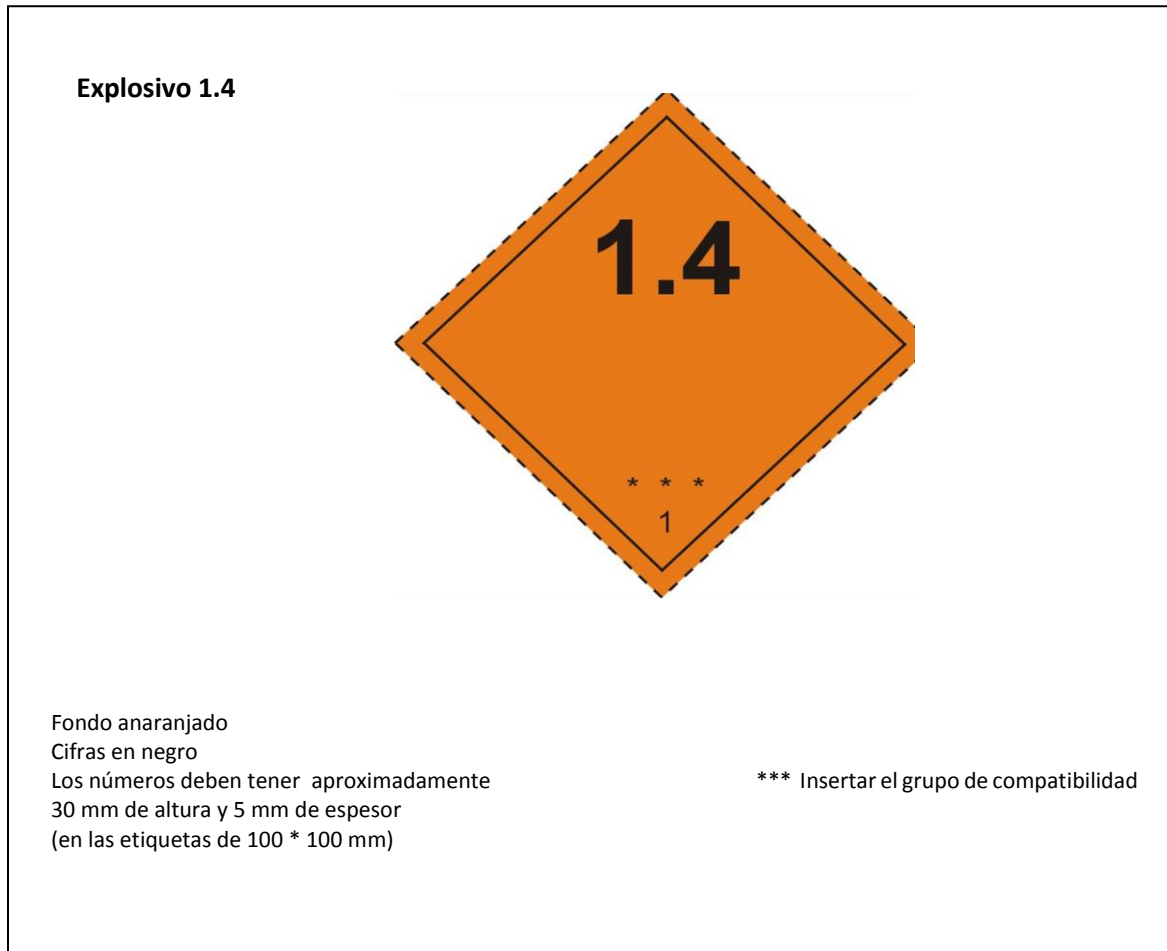 Explosivo 1.4
1.4
* * *
1
Fondo anaranjado
Cifras en negro
Los números deben tener aproximadamente
30 mm de altura y 5 mm de espesor
(en las etiquetas de 100 * 100 mm)
*** Insertar el grupo de compatibilidad